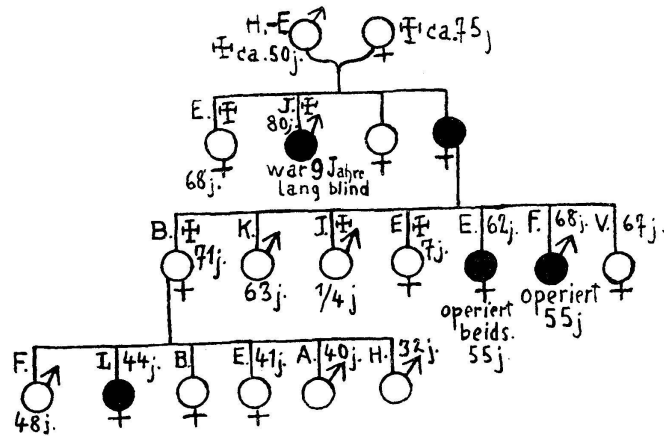 H.-E.
ca. 50 j. ca. 75 j
E. J. 80 j.
68 j.
war 9 Jahre
lang blind
B. K. J. E. E. 62 j. F. 68 j. V. 67 j.
71 j. 7 j.
63 j. 1/4 j
operiert
beids.
55 j.
operiert
55 j
F. L. 44 j. B. E. 41 j. A. 40 j. H. 32 j.
48 j.